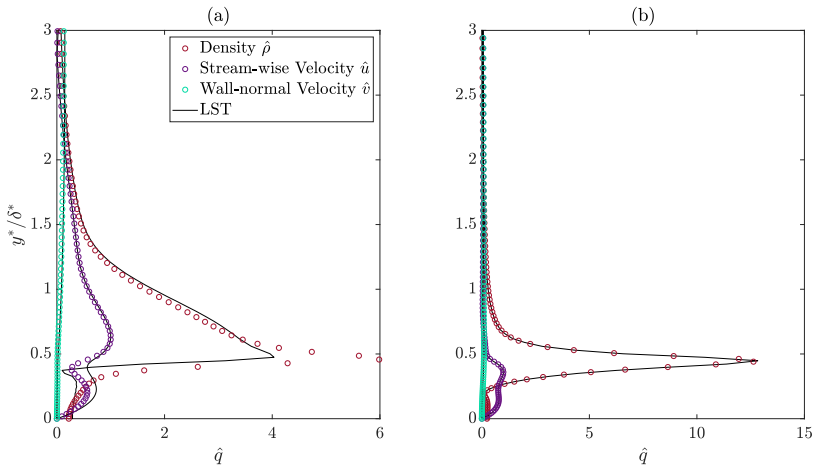 (a)
3
2.5
2
1.5
1
0.5
0
y*/δ*
0
2
4
6
q̂
Density ρ̂
Stream-wise Velocity û
Wall-normal Velocity v̂
LST
(b)
3
2.5
2
1.5
1
0.5
0
0
5
10
15
q̂